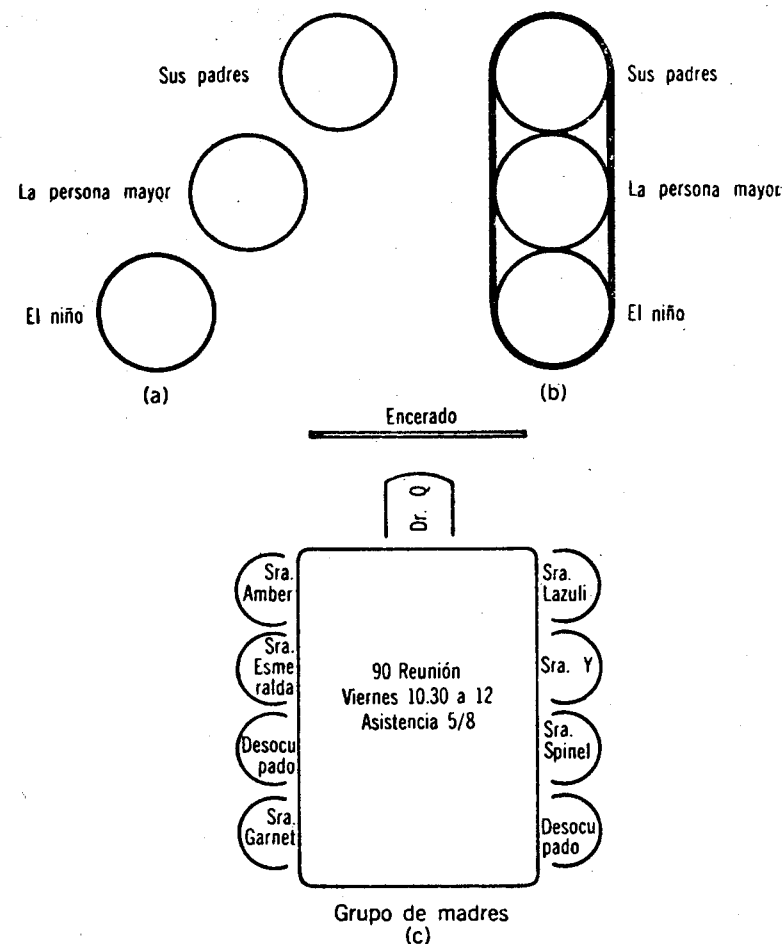 Sus padres
La persona mayor
El niño
(a)
Sus padres
La persona mayor
El niño
(b)
Encerado
Dr. Q
Sra.
Amber
Sra.
Esme
ralda
Desocu
pado
Sra.
Garnet
90 Reunión
Viernes 10.30 a 12
Asistencia 5/8
Sra.
Lazuli
Sra. Y
Sra.
Spinel
Desocu
pado
Grupo de madres
(c)